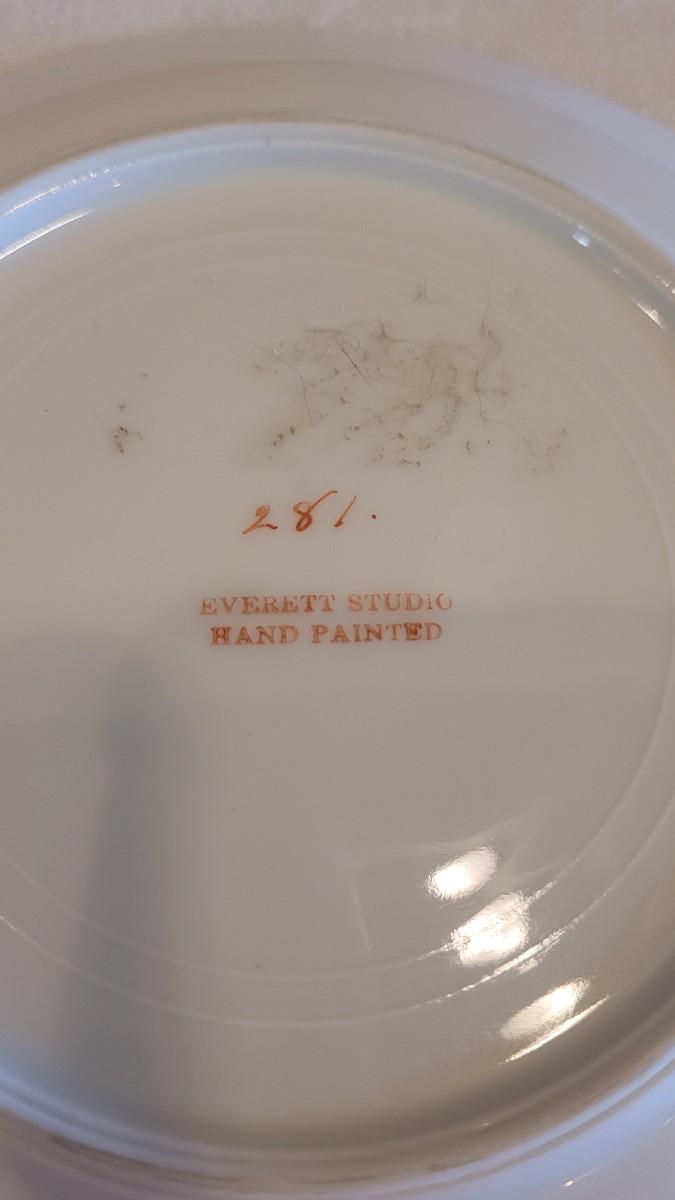 281.
EVERETT STUDIO
HAND PAINTED